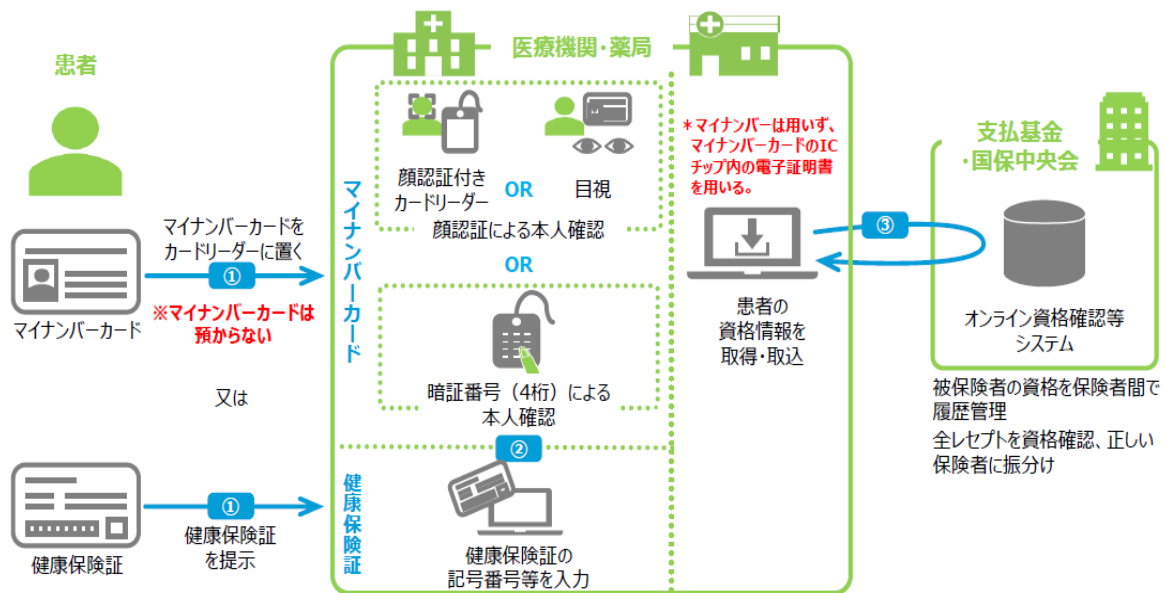 患者
マイナンバーカードを
カードリーダーに置く
①
※マイナンバーカードは
預からない
マイナンバーカード
又は
①
健康保険証
を提示
健康保険証
医療機関・薬局
マイナンバーカード
顔認証付き
カードリーダー
OR
目視
顔認証による本人確認
OR
暗証番号（4桁）による
本人確認
②
健康保険証
健康保険証の
記号番号等を入力
＊マイナンバーは用いず、
マイナンバーカードのIC
チップ内の電子証明書
を用いる。
患者の
資格情報を
取得・取込
③
支払基金
・国保中央会
オンライン資格確認等
システム
被保険者の資格を保険者間で
履歴管理
全レセプトを資格確認、正しい
保険者に振分け